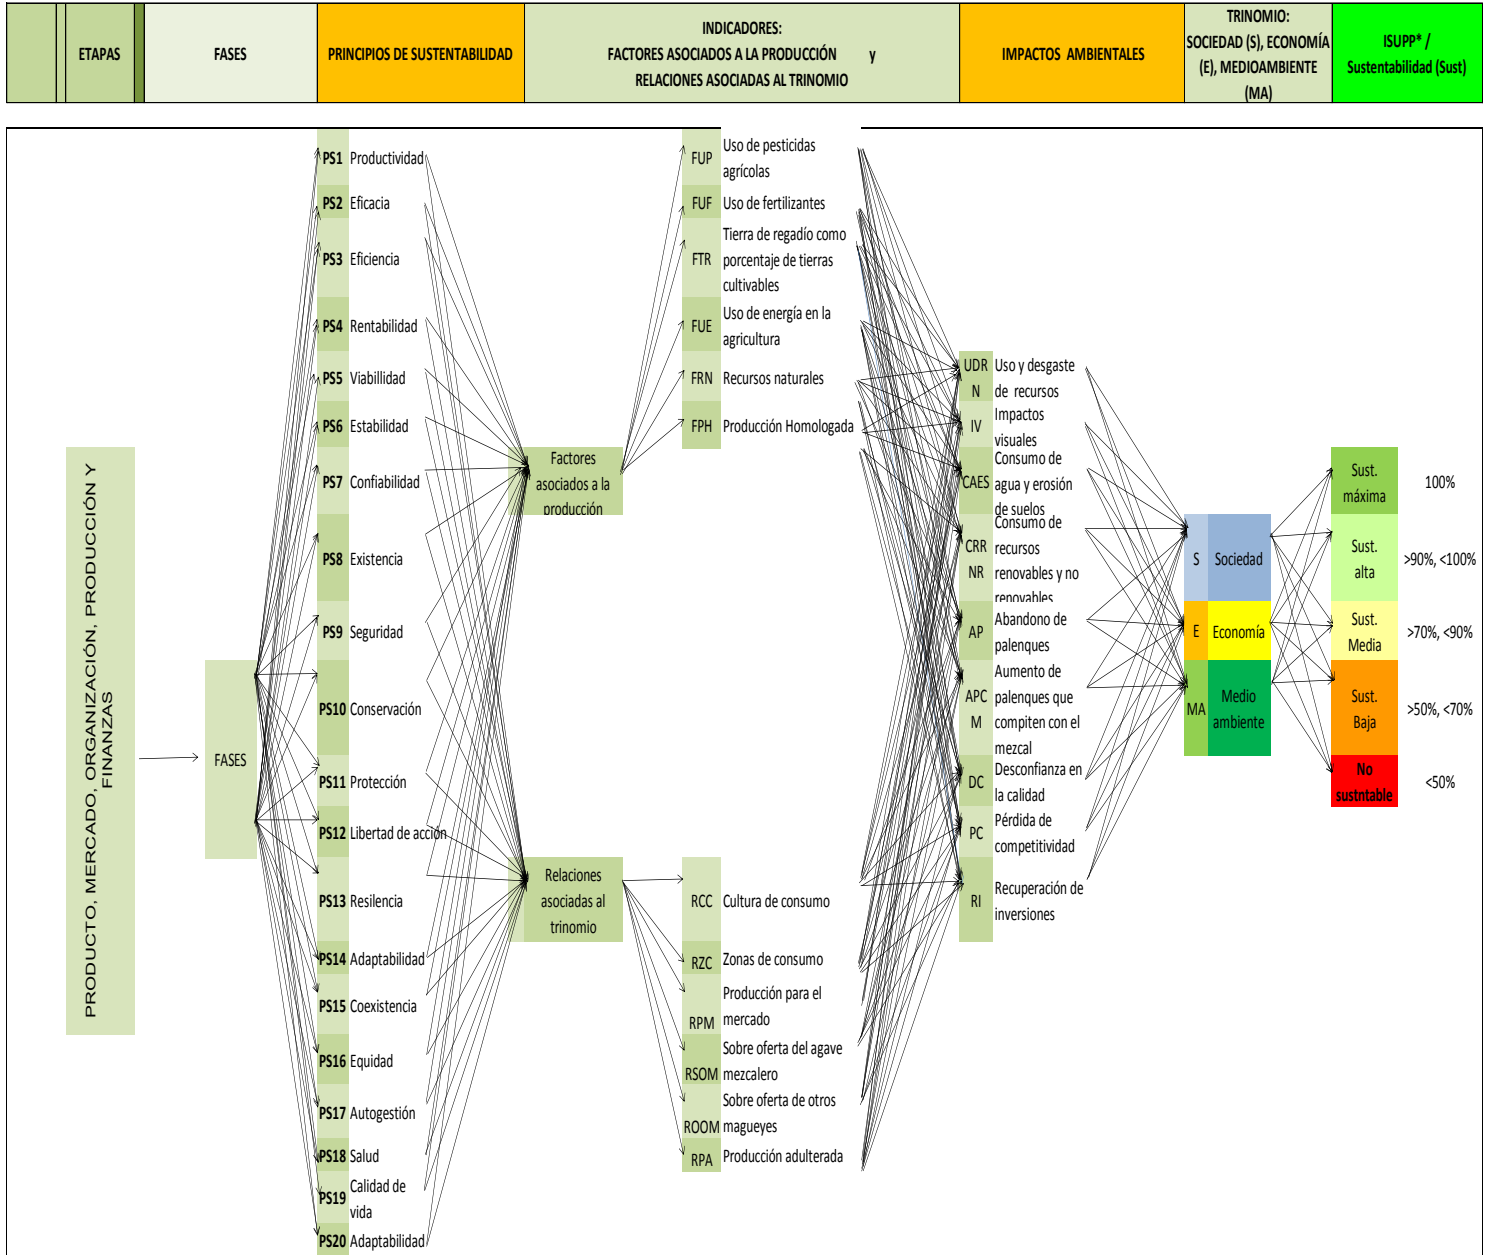 ETAPAS
FASES
PRINCIPIOS DE SUSTENTABILIDAD
INDICADORES:
FACTORES ASOCIADOS A LA PRODUCCIÓN y
RELACIONES ASOCIADAS AL TRINOMIO
IMPACTOS AMBIENTALES
TRINOMIO:
SOCIEDAD (S), ECONOMÍA
(E), MEDIOAMBIENTE
(MA)
ISUPP* /
Sustentabilidad (Sust)
PRODUCTO, MERCADO, ORGANIZACIÓN, PRODUCCIÓN Y
FINANZAS
FASES
PS1 Productividad
PS2 Eficacia
PS3 Eficiencia
PS4 Rentabilidad
PS5 Viabillidad
PS6 Estabilidad
PS7 Confiabilidad
PS8 Existencia
PS9 Seguridad
PS10 Conservación
PS11 Protección
PS12 Libertad de acción
PS13 Resilencia
PS14 Adaptabilidad
PS15 Coexistencia
PS16 Equidad
PS17 Autogestión
PS18 Salud
PS19 Calidad de
vida
PS20 Adaptabilidad
Factores
asociados a la
producción
Relaciones
asociadas al
trinomio
FUP Uso de pesticidas
agrícolas
FUF Uso de fertilizantes
FTR Tierra de regadío como
porcentaje de tierras
cultivables
FUE Uso de energía en la
agricultura
FRN Recursos naturales
FPH Producción Homologada
RCC Cultura de consumo
RZC Zonas de consumo
RPM Producción para el
mercado
RSOM Sobre oferta del agave
mezcalero
ROOM Sobre oferta de otros
magueyes
RPA Producción adulterada
UDR Uso y desgaste
N de recursos
IV Impactos
visuales
CAES Consumo de
agua y erosión
de suelos
CRR Consumo de
NR recursos
renovables y no
renovables
AP Abandono de
palenques
APC Aumento de
M palenques que
compiten con el
mezcal
DC Desconfianza en
la calidad
PC Pérdida de
competitividad
RI Recuperación de
inversiones
S Sociedad
E Economía
MA Medio
ambiente
Sust.
máxima 100%
Sust.
alta >90%, <100%
Sust.
Media >70%, <90%
Sust.
Baja >50%, <70%
No
sustntable <50%